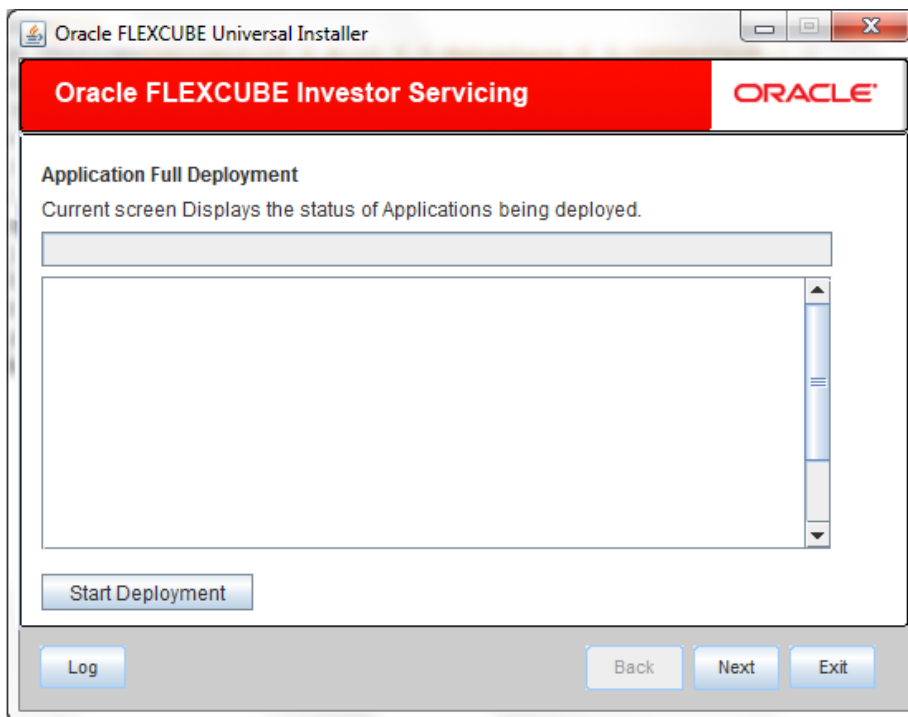 Oracle FLEXCUBE Universal Installer
Oracle FLEXCUBE Investor Servicing
ORACLE
Application Full Deployment
Current screen Displays the status of Applications being deployed.
Start Deployment
Log
Back
Next
Exit